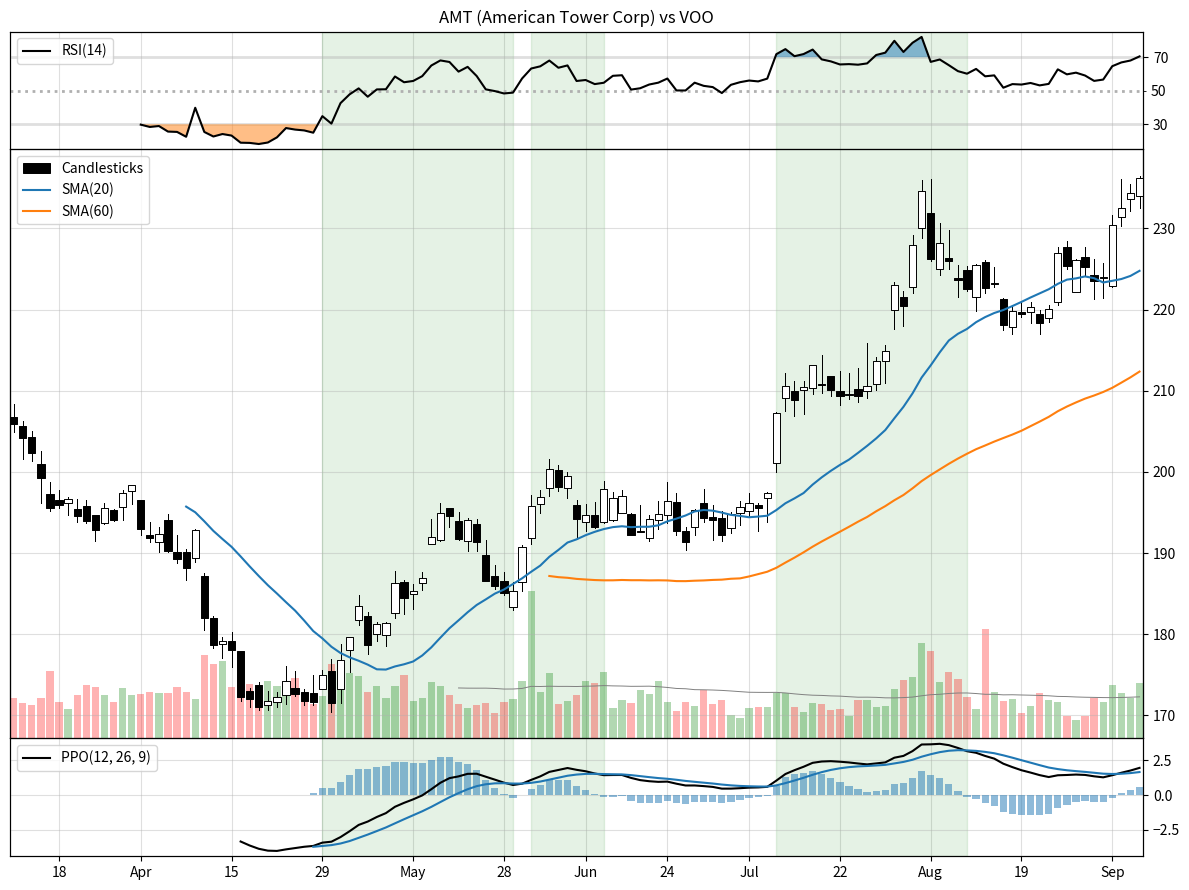 AMT (American Tower Corp) vs VOO
RSI(14)
70
50
30
Candlesticks
SMA(20)
SMA(60)
230
220
210
200
190
180
170
PPO(12, 26, 9)
2.5
0.0
−2.5
18 Apr 15 29 May 28 Jun 24 Jul 22 Aug 19 Sep